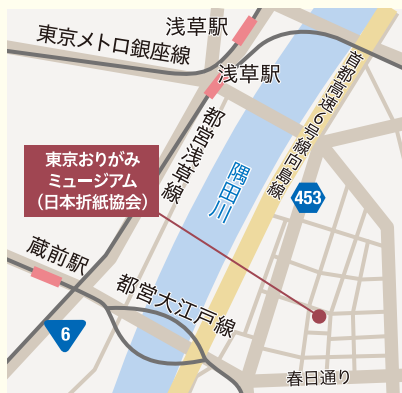 浅草駅
東京メトロ銀座線
浅草駅
首都高速6号線向島線
都営浅草線
東京おりがみ
ミュージアム
（日本折紙協会）
隅田川
453
蔵前駅
都営大江戸線
6
春日通り